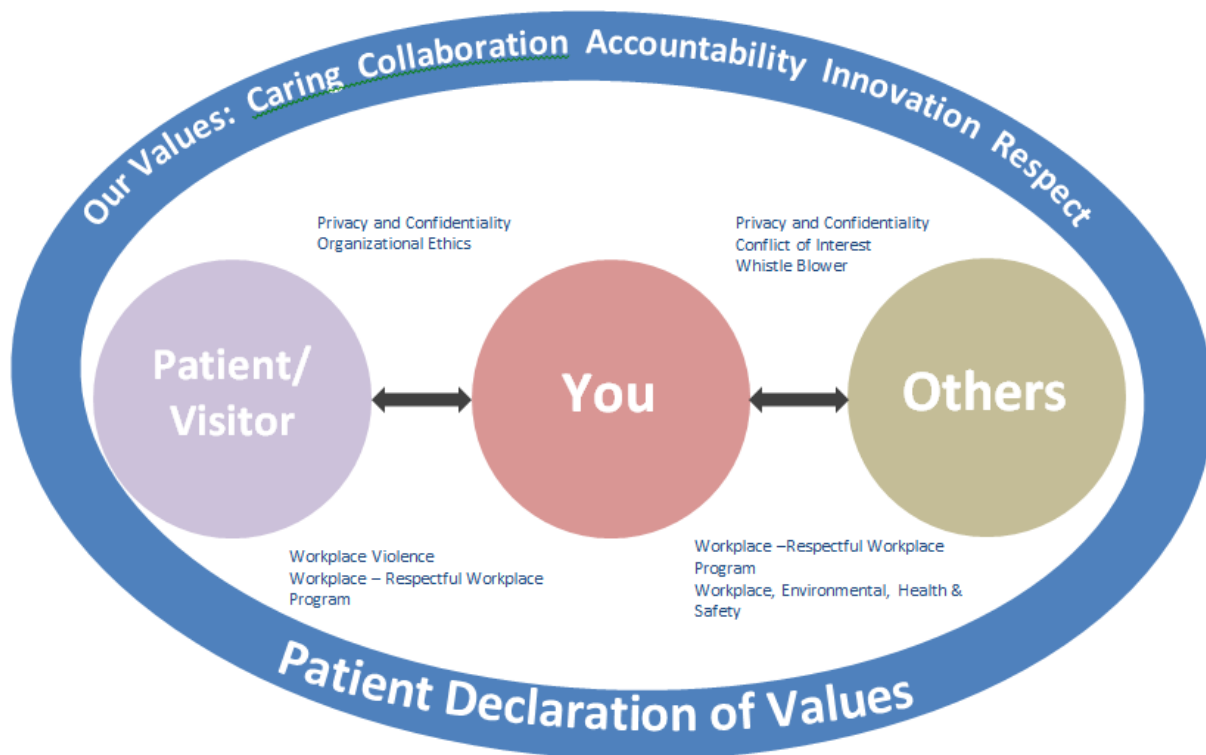 Our Values: Caring Collaboration Accountability Innovation Respect
Privacy and Confidentiality
Organizational Ethics
Privacy and Confidentiality
Conflict of Interest
Whistle Blower
Patient/
Visitor
You
Others
Workplace Violence
Workplace – Respectful Workplace
Program
Workplace –Respectful Workplace
Program
Workplace, Environmental, Health &
Safety
Patient Declaration of Values